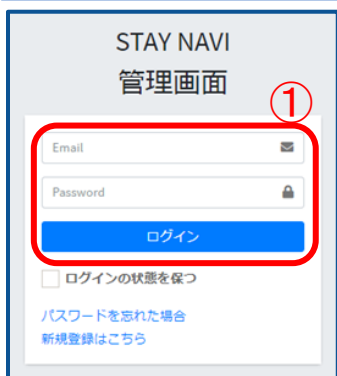 STAY NAVI
管理画面
①
Email
Password
ログイン
ログインの状態を保つ
パスワードを忘れた場合
新規登録はこちら